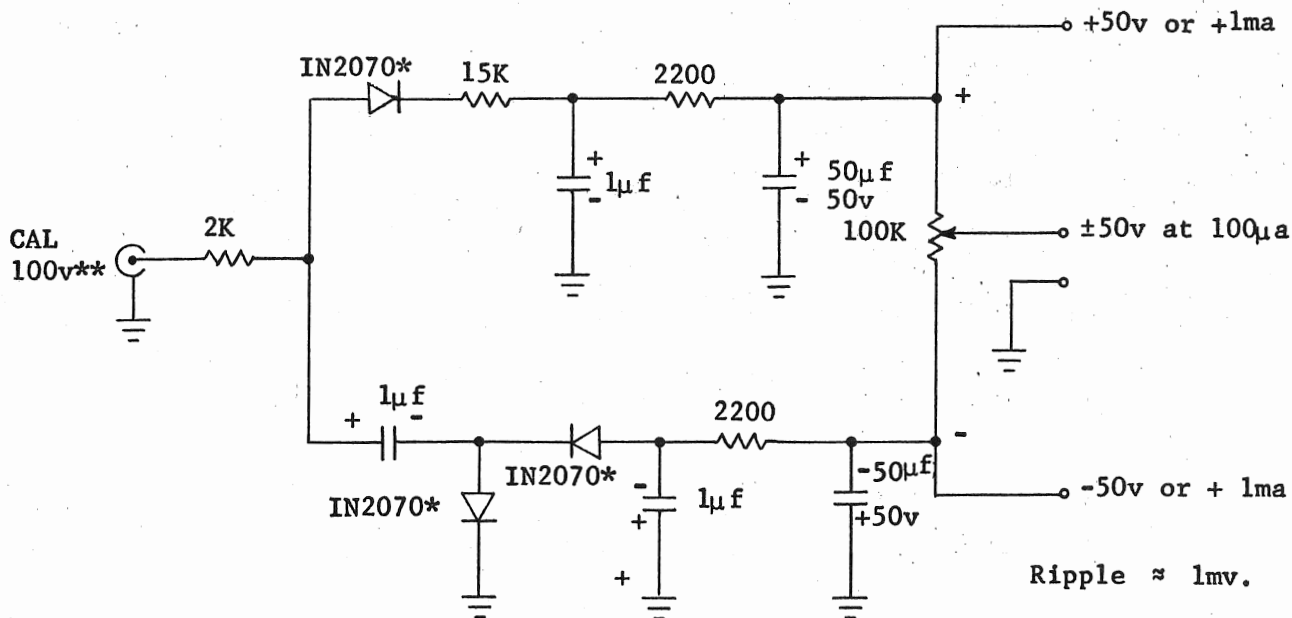 +50v or +1ma
IN2070*
15K
2200
+
+
1µf
-
+
50µf
-
50v
100K
±50v at 100µa
2K
CAL
100v**
1µf
+
-
2200
-
IN2070*
IN2070*
-
+
1µf
-50µf
+50v
-50v or + 1ma
+
Ripple ≈ 1mv.